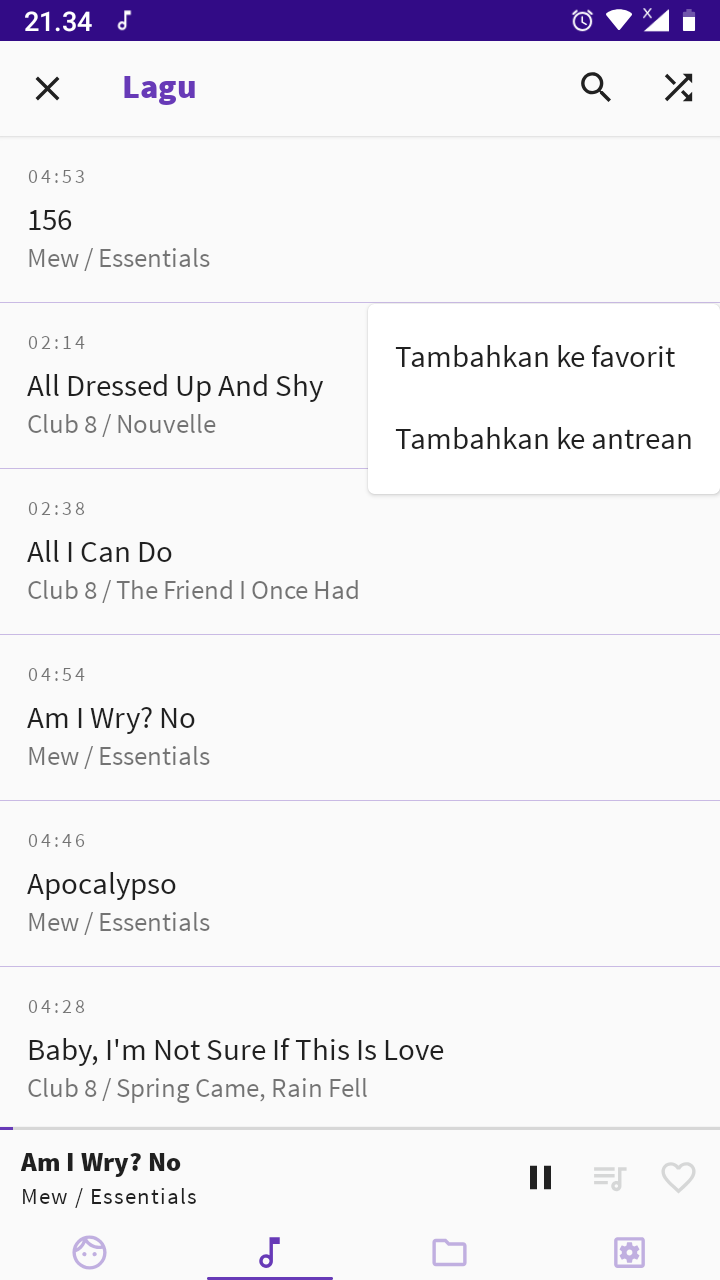 21.34
Lagu
04:53
156
Mew / Essentials
02:14
All Dressed Up And Shy
Club 8 / Nouvelle
Tambahkan ke favorit
Tambahkan ke antrean
02:38
All I Can Do
Club 8 / The Friend I Once Had
04:54
Am I Wry? No
Mew / Essentials
04:46
Apocalypso
Mew / Essentials
04:28
Baby, I'm Not Sure If This Is Love
Club 8 / Spring Came, Rain Fell
Am I Wry? No
Mew / Essentials